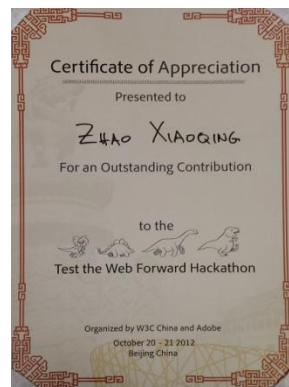 Certificate of Appreciation
Presented to
ZHAO XIAOQING
For an Outstanding Contribution
to the
Test the Web Forward Hackathon
Organized by W3C China and Adobe
October 20 - 21 2012
Beijing China